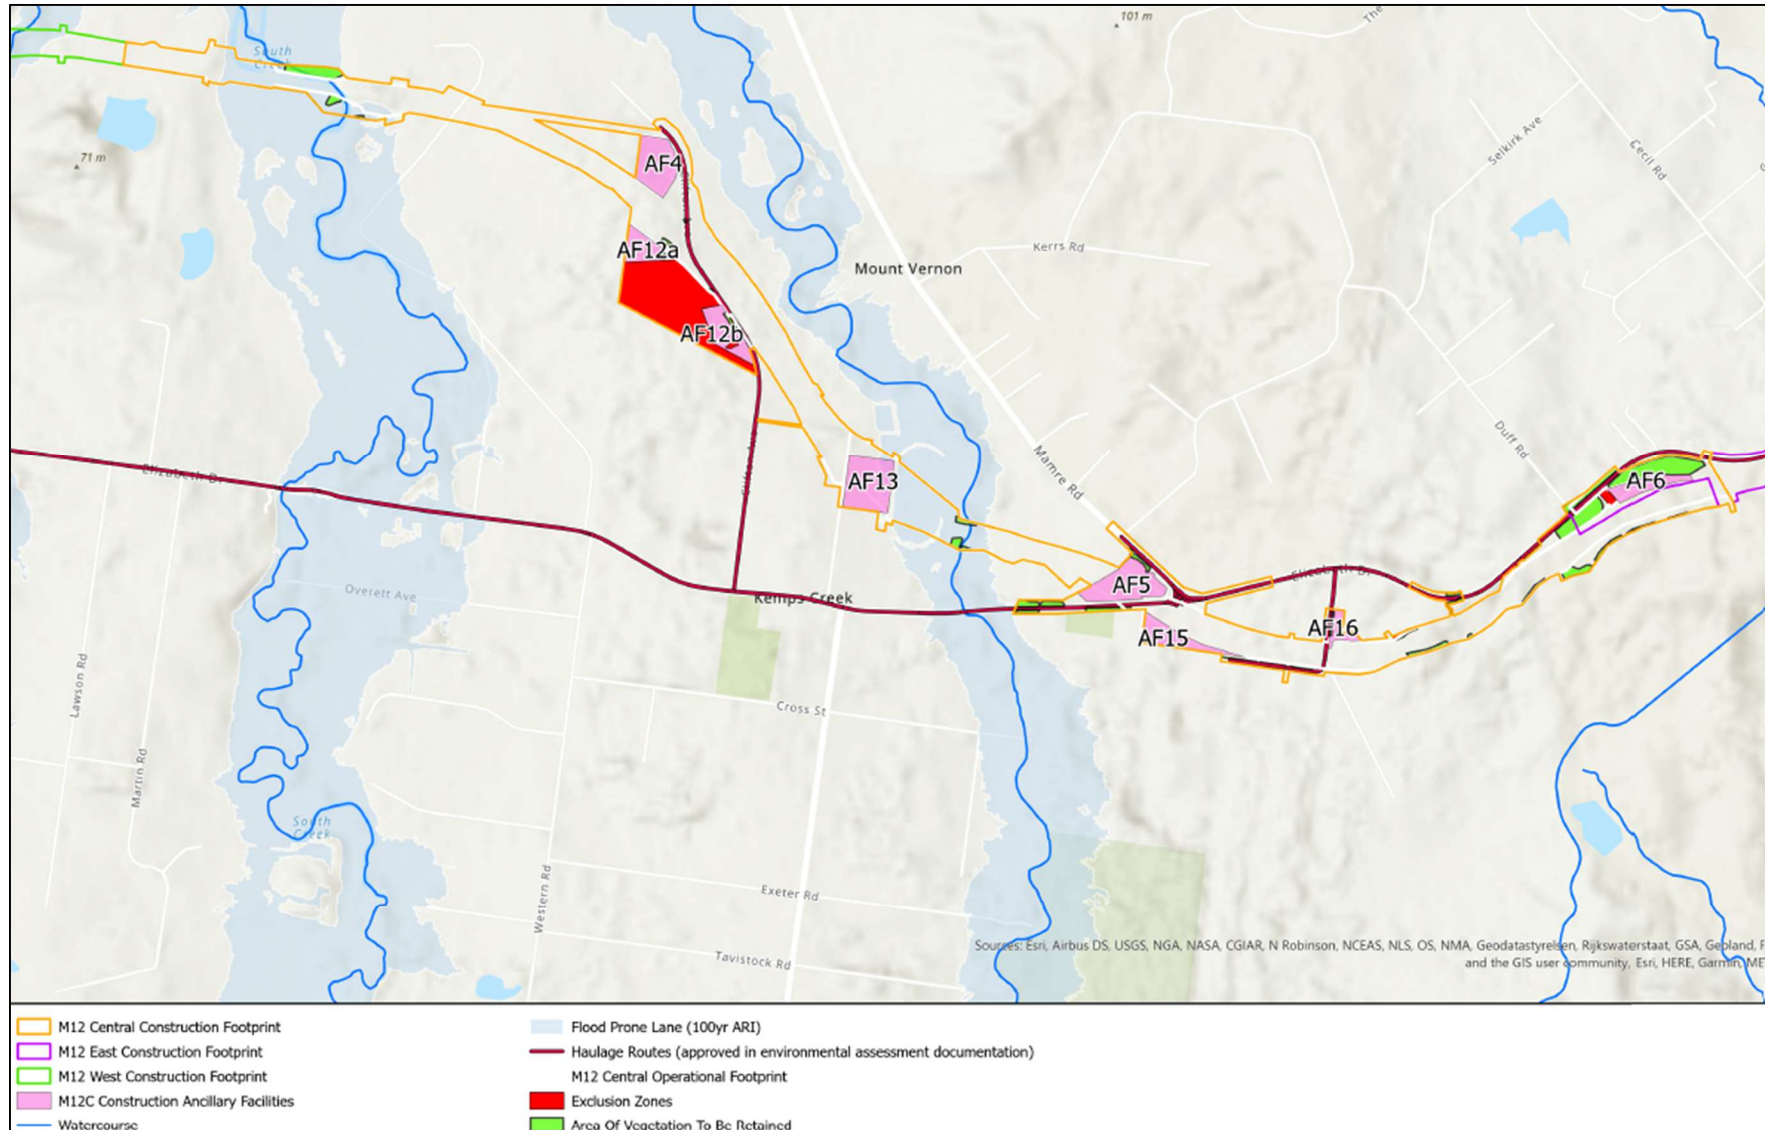 101 m
The
South
Creek
Selkirk Ave
Cecil Rd
71 m
AF4
Kerrs Rd
AF12a
Mount Vernon
AF12b
Duff Rd
Mamre Rd
Elizabeth Dr
AF13
AF6
Elizabeth Dr
AF5
Overett Ave
Kemps Creek
AF16
AF15
Lawson Rd
Cross St
Martin Rd
South
Creek
Exeter Rd
Western Rd
Sources: Esri, Airbus DS, USGS, NGA, NASA, CGIAR, N Robinson, NCEAS, NLS, OS, NMA, Geodatastyrelsen, Rijkswaterstaat, GSA, Geoland, F
and the GIS user community, Esri, HERE, Garmin, ME
Tavistock Rd
M12 Central Construction Footprint
M12 East Construction Footprint
M12 West Construction Footprint
M12C Construction Ancillary Facilities
Watercourse
Flood Prone Lane (100yr ARI)
Haulage Routes (approved in environmental assessment documentation)
M12 Central Operational Footprint
Exclusion Zones
Area Of Vegetation To Be Retained